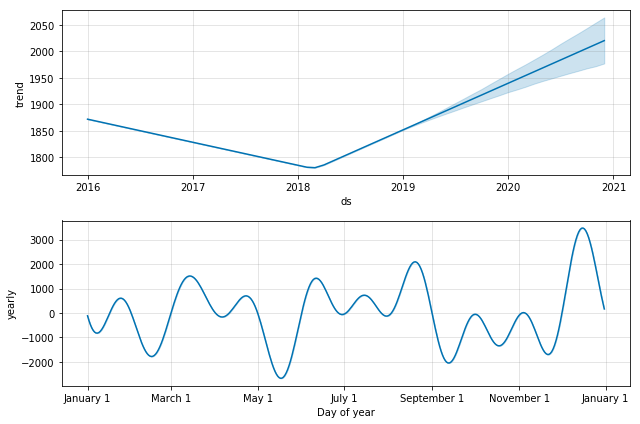 2050
2000
1950
1900
1850
1800
trend
2016 2017 2018 2019 2020 2021
ds
3000
2000
1000
0
−1000
−2000
yearly
January 1 March 1 May 1 July 1 September 1 November 1 January 1
Day of year